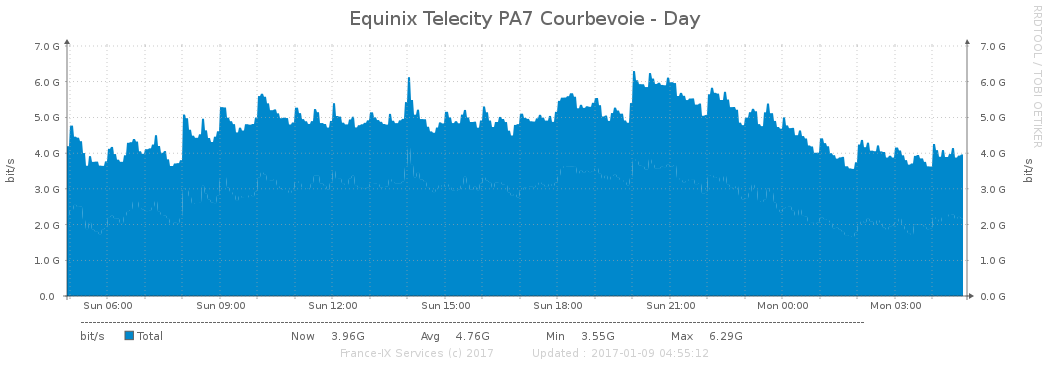 Equinix Telecity PA7 Courbevoie - Day
RRDTOOL / TOBI OETIKER
7.0 G 7.0 G
6.0 G 6.0 G
5.0 G 5.0 G
4.0 G 4.0 G
3.0 G 3.0 G
2.0 G 2.0 G
1.0 G 1.0 G
0.0 0.0 G
bit/s
bit/s
Sun 06:00 Sun 09:00 Sun 12:00 Sun 15:00 Sun 18:00 Sun 21:00 Mon 00:00 Mon 03:00
bit/s Total Now 3.96G Avg 4.76G Min 3.55G Max 6.29G
France-IX Services (c) 2017 Updated : 2017-01-09 04:55:12